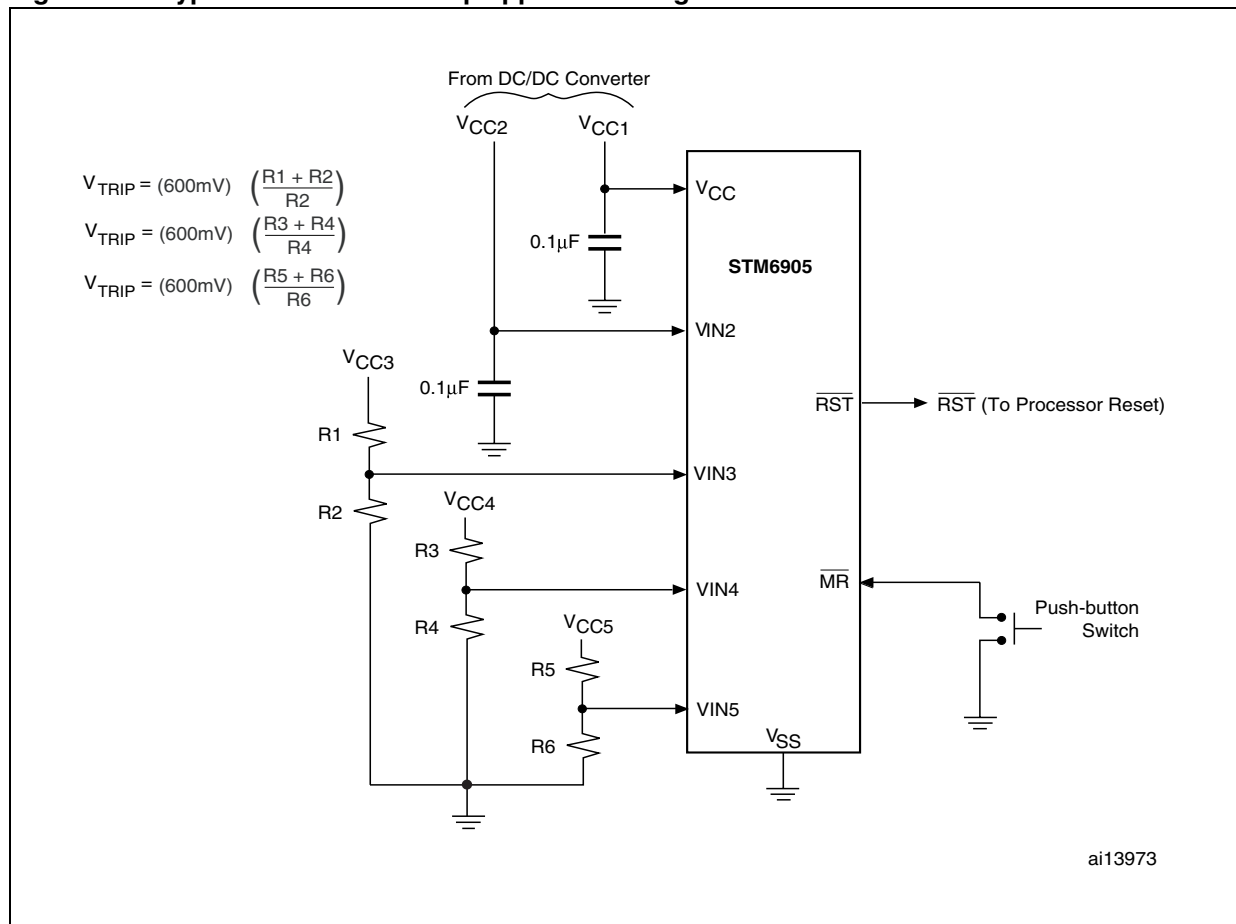 From DC/DC Converter
VCC2
VCC1
VTRIP = (600mV) (R1 + R2 / R2)
VTRIP = (600mV) (R3 + R4 / R4)
VTRIP = (600mV) (R5 + R6 / R6)
VCC
0.1μF
STM6905
VIN2
VCC3
0.1μF
RST
RST (To Processor Reset)
R1
VIN3
R2
VCC4
R3
MR
VIN4
Push-button
Switch
R4
VCC5
R5
VIN5
R6
VSS
ai13973